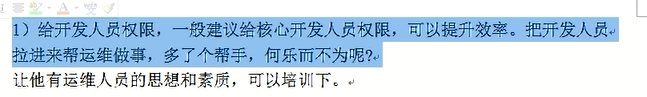 1）给开发人员权限，一般建议给核心开发人员权限，可以提升效率。把开发人员
拉进来帮运维做事，多了个帮手，何乐而不为呢?
让他有运维人员的思想和素质，可以培训下。